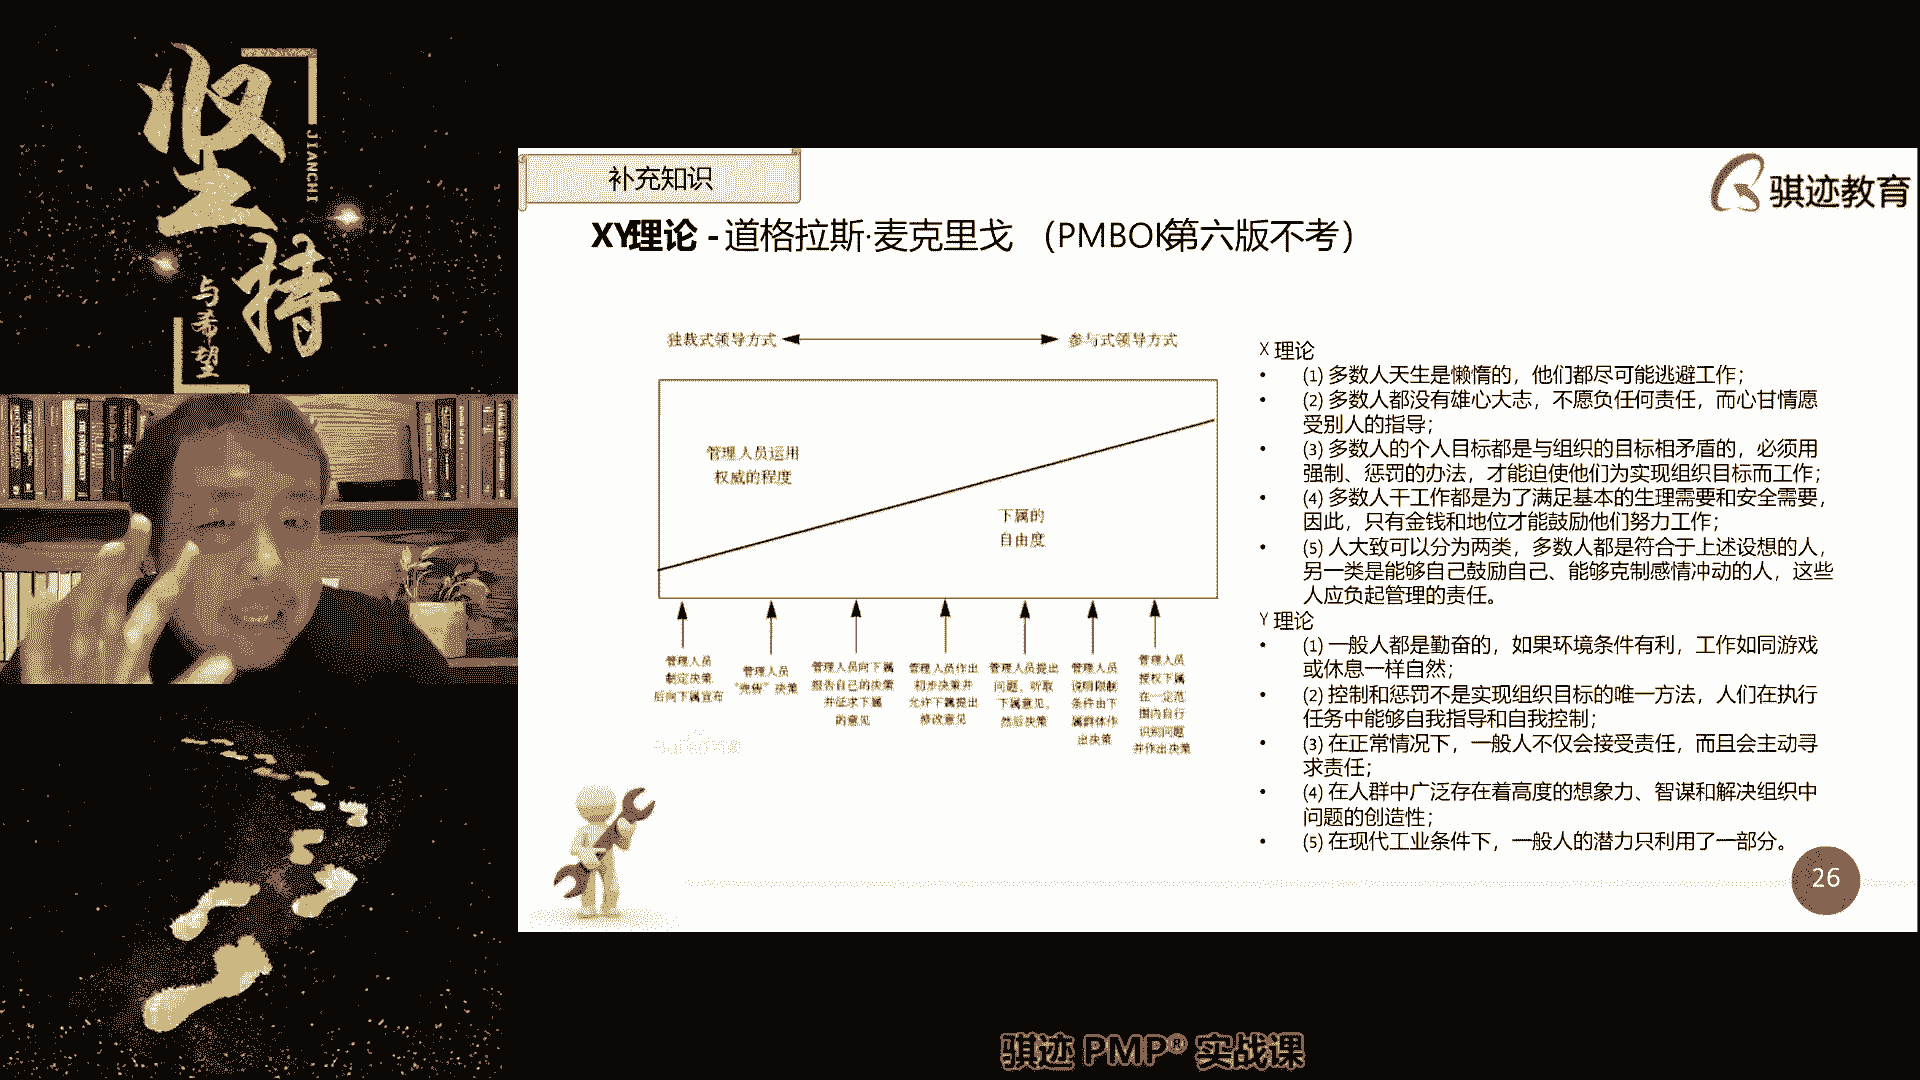 坚持
JIANCHI
与希望
补充知识
骐迹教育
XY理论 - 道格拉斯·麦克里戈 （PMBOK第六版不考）
独裁式领导方式
参与式领导方式
管理人员运用
权威的程度
下属的
自由度
管理人员
制定决策
后向下属宣布
管理人员
“兜售”决策
管理人员向下属
报告自己的决策
并征求下属
的意见
管理人员作出
初步决策并
允许下属提出
修改意见
管理人员提出
问题，听取
下属意见，
然后决策
管理人员
说明限制
条件由下
属群体作
出决策
管理人员
授权下属
在一定范
围内自行
识别问题
并作出决策
X 理论
• (1) 多数人天生是懒惰的，他们都尽可能逃避工作；
• (2) 多数人都没有雄心大志，不愿负任何责任，而心甘情愿
受别人的指导；
• (3) 多数人的个人目标都是与组织的目标相矛盾的，必须用
强制、惩罚的办法，才能迫使他们为实现组织目标而工作；
• (4) 多数人干工作都是为了满足基本的生理需要和安全需要，
因此，只有金钱和地位才能鼓励他们努力工作；
• (5) 人大致可以分为两类，多数人都是符合于上述设想的人，
另一类是能够自己鼓励自己、能够克制感情冲动的人，这些
人应负起管理的责任。
Y 理论
• (1) 一般人都是勤奋的，如果环境条件有利，工作如同游戏
或休息一样自然；
• (2) 控制和惩罚不是实现组织目标的唯一方法，人们在执行
任务中能够自我指导和自我控制；
• (3) 在正常情况下，一般人不仅会接受责任，而且会主动寻
求责任；
• (4) 在人群中广泛存在着高度的想象力、智谋和解决组织中
问题的创造性；
• (5) 在现代工业条件下，一般人的潜力只利用了一部分。
26
骐迹 PMP® 实战课